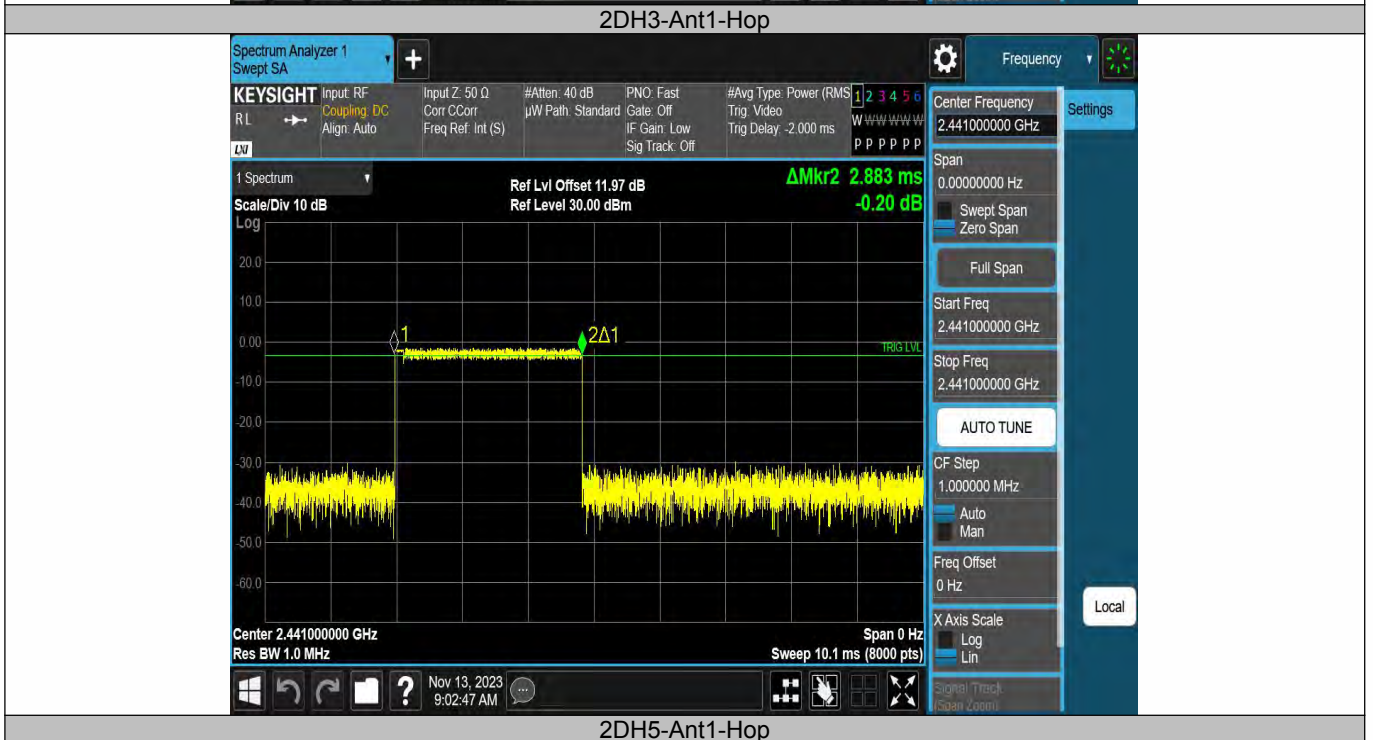 2DH3-Ant1-Hop
Spectrum Analyzer 1
Swept SA
+
Frequency
KEYSIGHT
RL
LXI
Input: RF
Coupling: DC
Align: Auto
Input Z: 50 Ω
Corr CCorr
Freq Ref: Int (S)
#Atten: 40 dB
µW Path: Standard
PNO: Fast
Gate: Off
IF Gain: Low
Sig Track: Off
#Avg Type: Power (RMS
Trig: Video
Trig Delay: -2.000 ms
1 2 3 4 5 6
W W W W W W
P P P P P P
Center Frequency
2.441000000 GHz
Settings
1 Spectrum
Scale/Div 10 dB
Log
Ref Lvl Offset 11.97 dB
Ref Level 30.00 dBm
ΔMkr2 2.883 ms
-0.20 dB
Span
0.00000000 Hz
Swept Span
Zero Span
Full Span
Start Freq
2.441000000 GHz
Stop Freq
2.441000000 GHz
AUTO TUNE
CF Step
1.000000 MHz
Auto
Man
Freq Offset
0 Hz
X Axis Scale
Log
Lin
Signal Track
(Span Zoom)
Local
20.0
10.0
0.00
-10.0
-20.0
-30.0
-40.0
-50.0
-60.0
1
2Δ1
TRIG LVL
Center 2.441000000 GHz
Res BW 1.0 MHz
Span 0 Hz
Sweep 10.1 ms (8000 pts)
?
Nov 13, 2023
9:02:47 AM
2DH5-Ant1-Hop